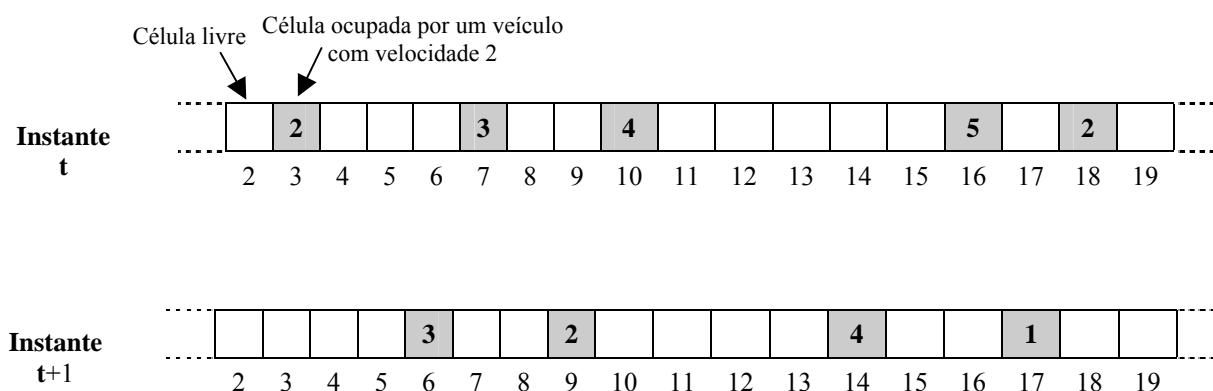 Célula livre
Célula ocupada por um veículo
com velocidade 2
Instante
t
2 3 4 5 2
2 3 4 5 6 7 8 9 10 11 12 13 14 15 16 17 18 19
Instante
t+1
3 2 4 1
2 3 4 5 6 7 8 9 10 11 12 13 14 15 16 17 18 19